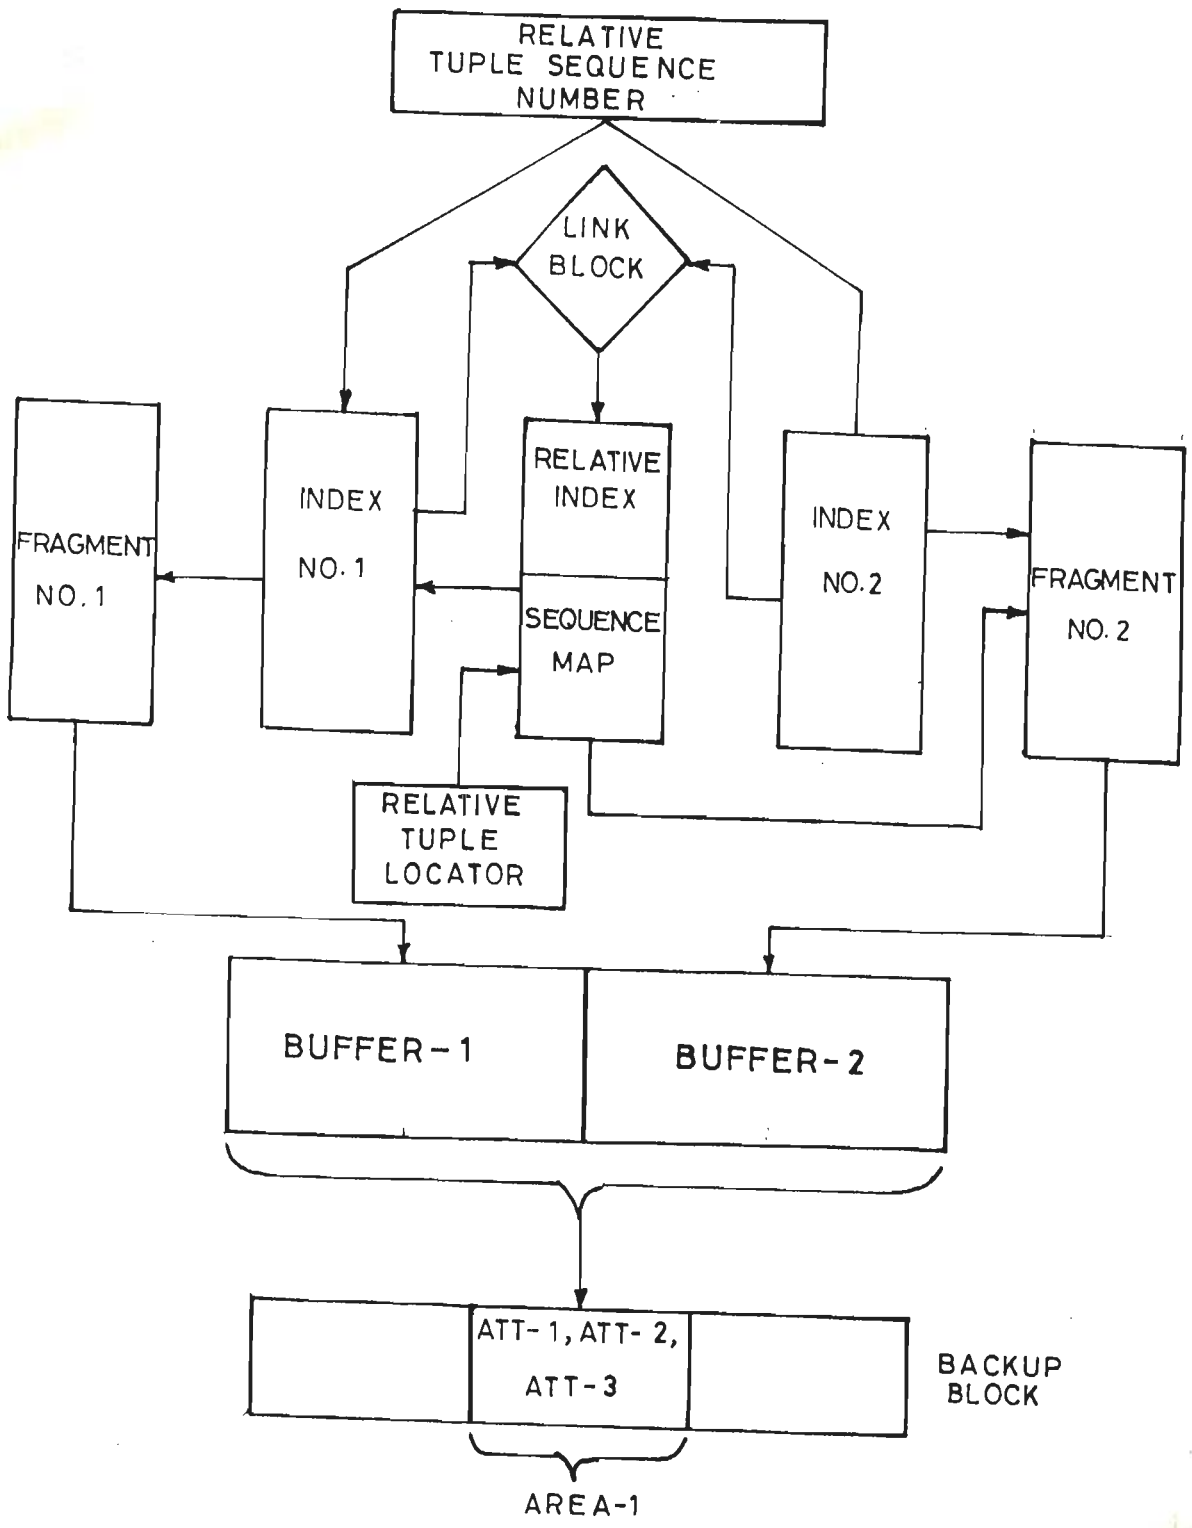 RELATIVE
TUPLE SEQUENCE
NUMBER
LINK
BLOCK
FRAGMENT
NO. 1
INDEX
NO. 1
RELATIVE
INDEX
SEQUENCE
MAP
INDEX
NO. 2
FRAGMENT
NO. 2
RELATIVE
TUPLE
LOCATOR
BUFFER-1
BUFFER-2
ATT-1, ATT-2,
ATT-3
BACKUP
BLOCK
AREA-1